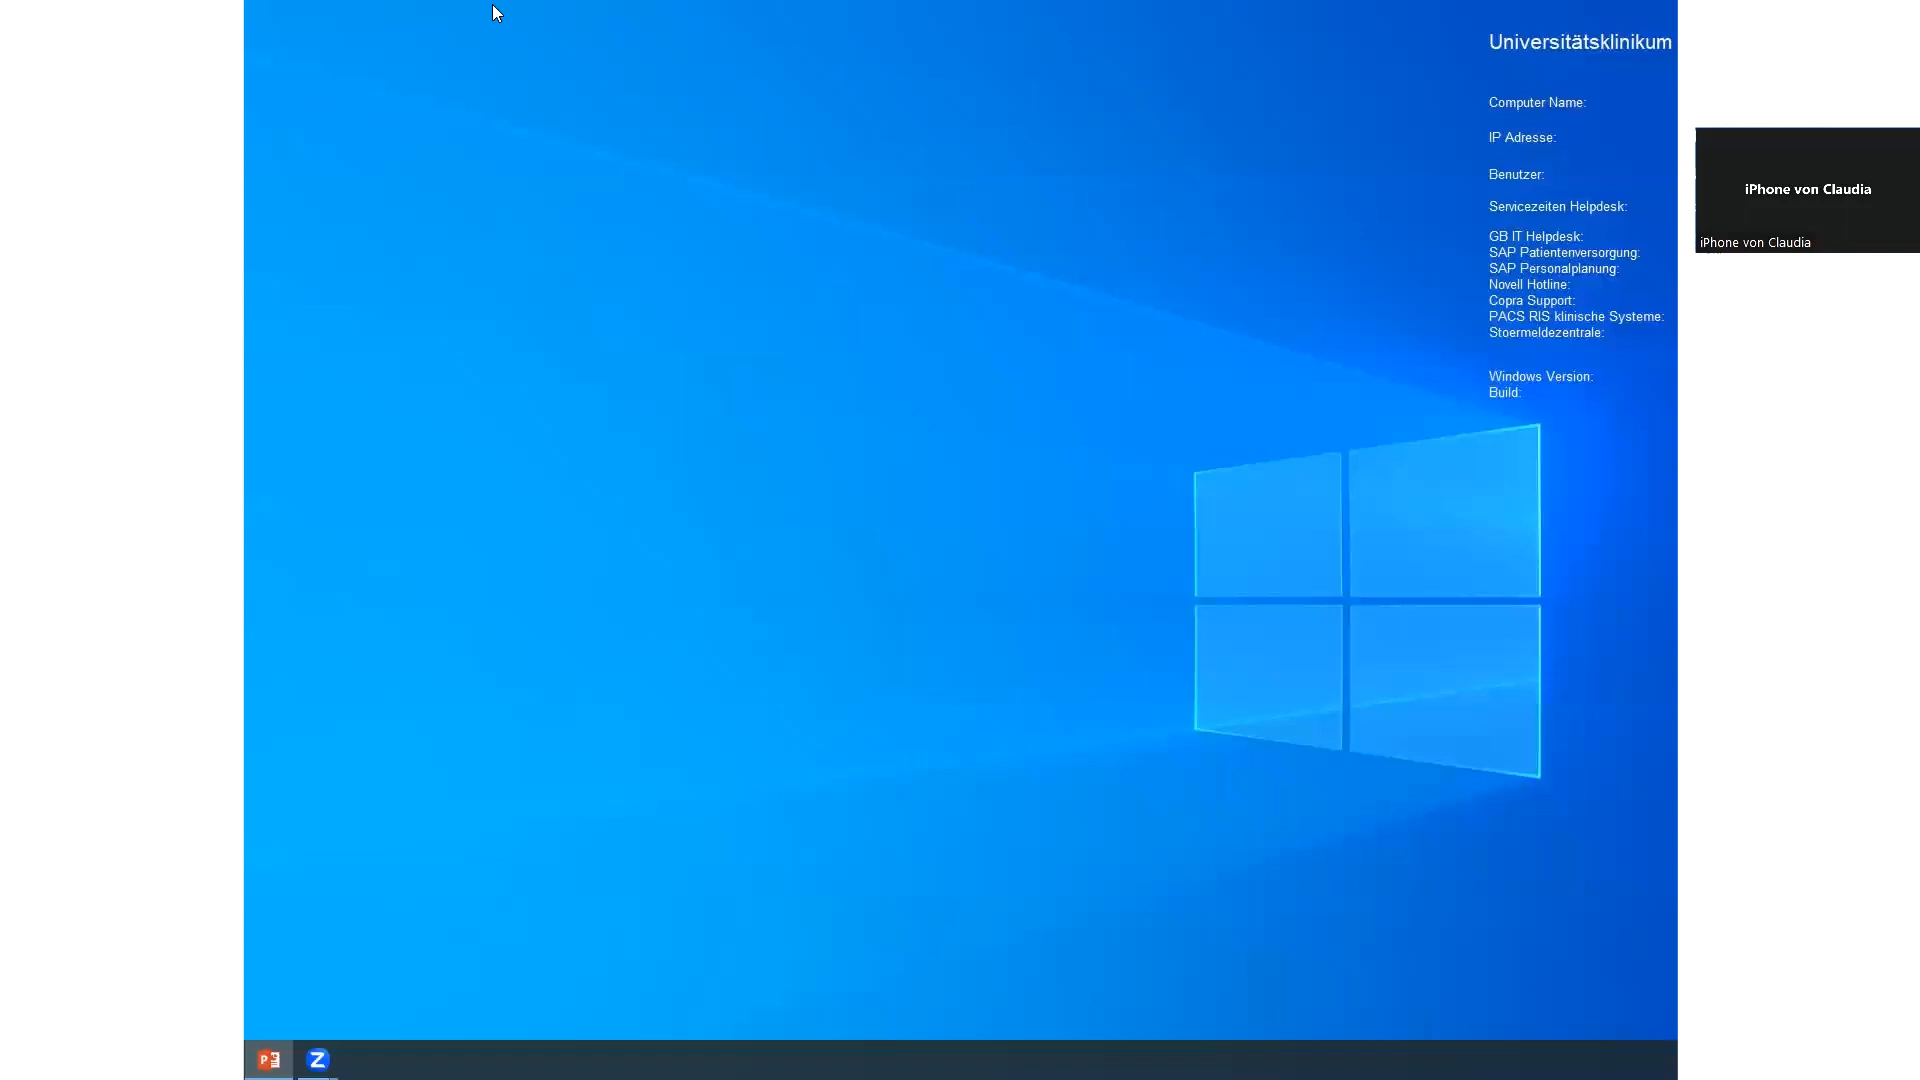 Universitätsklinikum
Computer Name:
IP Adresse:
Benutzer:
Servicezeiten Helpdesk:
GB IT Helpdesk:
SAP Patientenversorgung:
SAP Personalplanung:
Novell Hotline:
Copra Support:
PACS RIS klinische Systeme:
Stoermeldezentrale:
Windows Version:
Build:
iPhone von Claudia
iPhone von Claudia